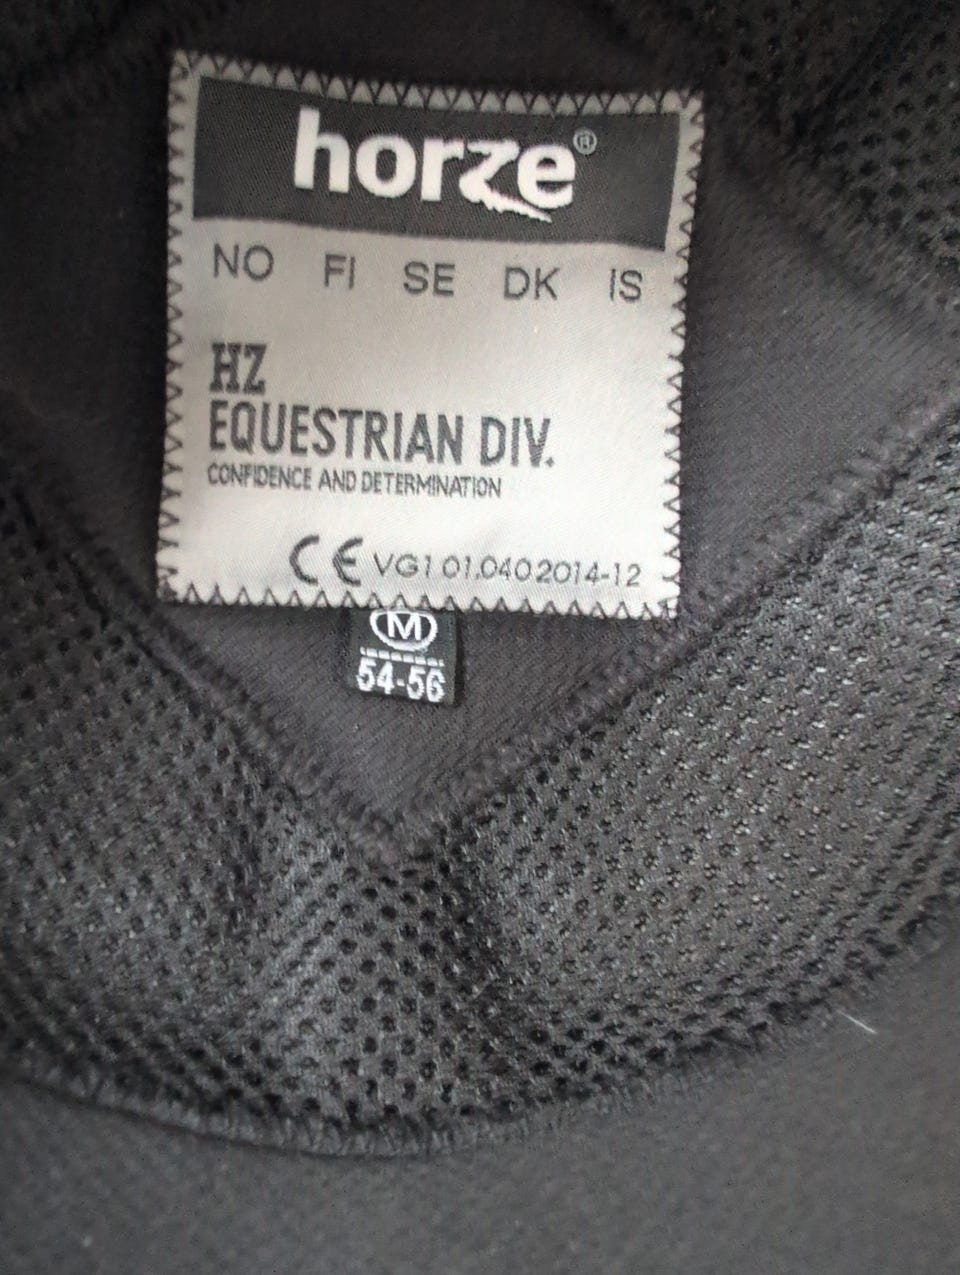 horze®
NO FI SE DK IS
HZ
EQUESTRIAN DIV.
CONFIDENCE AND DETERMINATION
CE VG1 01.040 2014-12
M
54-56